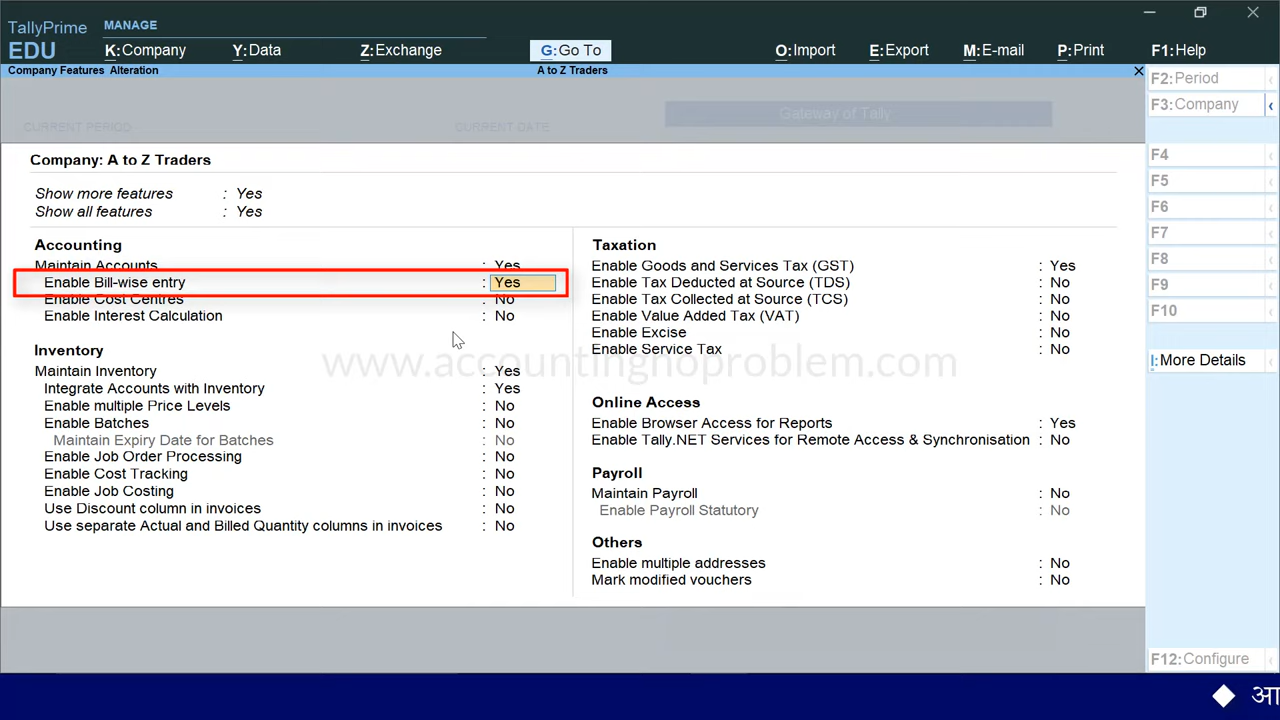 TallyPrime
EDU
MANAGE
K:Company
Y:Data
Z:Exchange
G:Go To
O:Import
E:Export
M:E-mail
P:Print
F1:Help
Company Features Alteration
A to Z Traders
×
CURRENT PERIOD
CURRENT DATE
Gateway of Tally
Company: A to Z Traders
Show more features : Yes
Show all features : Yes
Accounting
Maintain Accounts : Yes
Enable Bill-wise entry : Yes
Enable Cost Centres : No
Enable Interest Calculation : No
Inventory
Maintain Inventory : Yes
Integrate Accounts with Inventory : Yes
Enable multiple Price Levels : No
Enable Batches : No
Maintain Expiry Date for Batches : No
Enable Job Order Processing : No
Enable Cost Tracking : No
Enable Job Costing : No
Use Discount column in invoices : No
Use separate Actual and Billed Quantity columns in invoices : No
Taxation
Enable Goods and Services Tax (GST) : Yes
Enable Tax Deducted at Source (TDS) : No
Enable Tax Collected at Source (TCS) : No
Enable Value Added Tax (VAT) : No
Enable Excise : No
Enable Service Tax : No
Online Access
Enable Browser Access for Reports : Yes
Enable Tally.NET Services for Remote Access & Synchronisation : No
Payroll
Maintain Payroll : No
Enable Payroll Statutory : No
Others
Enable multiple addresses : No
Mark modified vouchers : No
www.accountingnoproblem.com
F2:Period
F3:Company
F4
F5
F6
F7
F8
F9
F10
I:More Details
F12:Configure